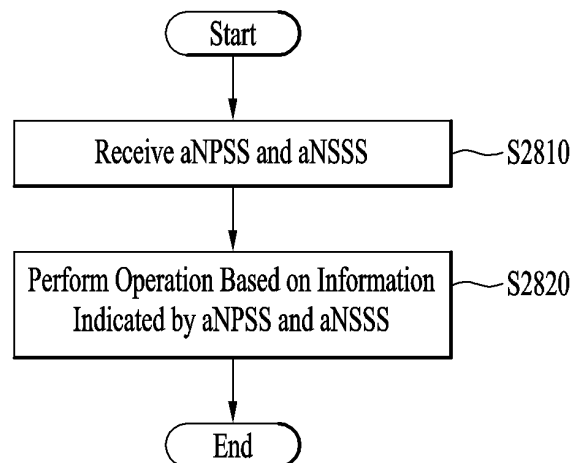 Start
Receive aNPSS and aNSSS
S2810
Perform Operation Based on Information
Indicated by aNPSS and aNSSS
S2820
End